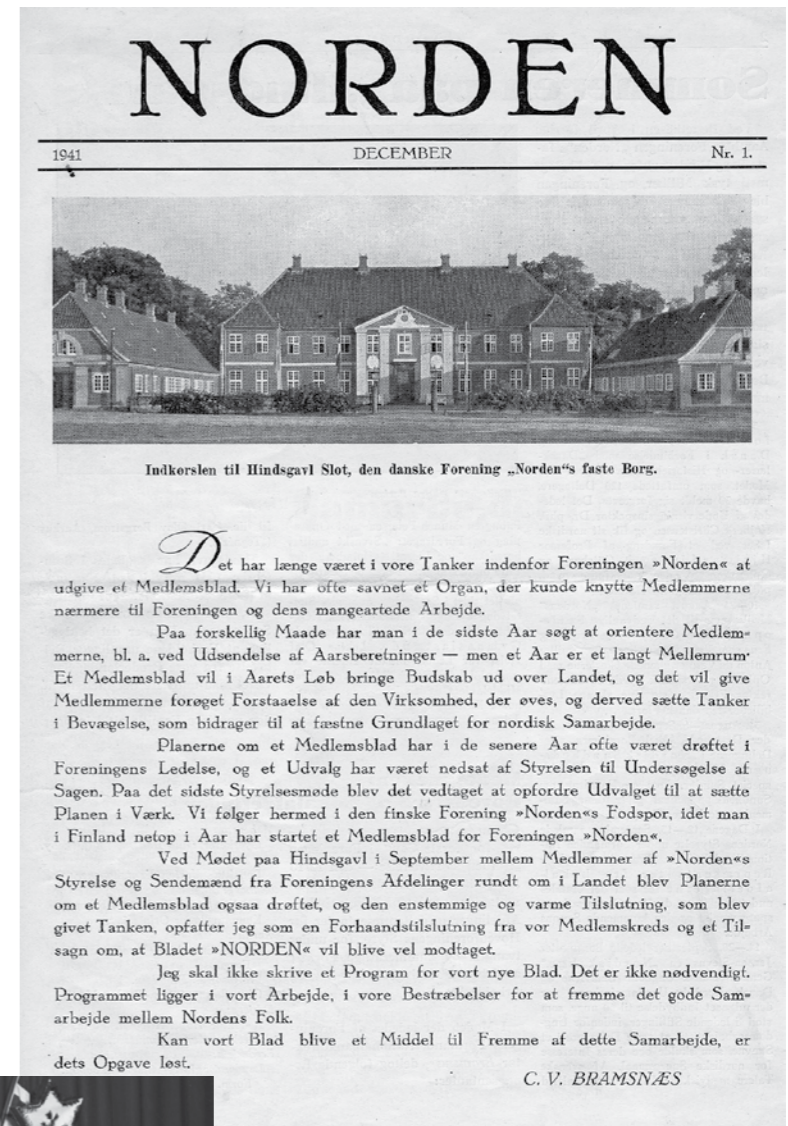 NORDEN
1941 DECEMBER Nr. 1.
Indkørslen til Hindsgavl Slot, den danske Forening „Norden“s faste Borg.
Det har længe været i vore Tanker indenfor Foreningen »Norden« at
udgive et Medlemsblad. Vi har ofte savnet et Organ, der kunde knytte Medlemmerne
nærmere til Foreningen og dens mangeartede Arbejde.
Paa forskellig Maade har man i de sidste Aar søgt at orientere Medlem-
merne, bl. a. ved Udsendelse af Aarsberetninger — men et Aar er et langt Mellemrum.
Et Medlemsblad vil i Aarets Løb bringe Budskab ud over Landet, og det vil give
Medlemmerne forøget Forstaaelse af den Virksomhed, der øves, og derved sætte Tanker
i Bevægelse, som bidrager til at fæstne Grundlaget for nordisk Samarbejde.
Planerne om et Medlemsblad har i de senere Aar ofte været drøftet i
Foreningens Ledelse, og et Udvalg har været nedsat af Styrelsen til Undersøgelse af
Sagen. Paa det sidste Styrelsesmøde blev det vedtaget at opfordre Udvalget til at sætte
Planen i Værk. Vi følger hermed i den finske Forening »Norden«s Fodspor, idet man
i Finland netop i Aar har startet et Medlemsblad for Foreningen »Norden«.
Ved Mødet paa Hindsgavl i September mellem Medlemmer af »Norden«s
Styrelse og Sendemænd fra Foreningens Afdelinger rundt om i Landet blev Planerne
om et Medlemsblad ogsaa drøftet, og den enstemmige og varme Tilslutning, som blev
givet Tanken, opfatter jeg som en Forhaandstilslutning fra vor Medlemskreds og et Til-
sagn om, at Bladet »NORDEN« vil blive vel modtaget.
Jeg skal ikke skrive et Program for vort nye Blad. Det er ikke nødvendigt.
Programmet ligger i vort Arbejde, i vore Bestræbelser for at fremme det gode Sam-
arbejde mellem Nordens Folk.
Kan vort Blad blive et Middel til Fremme af dette Samarbejde, er
dets Opgave løst.
C. V. BRAMSNÆS